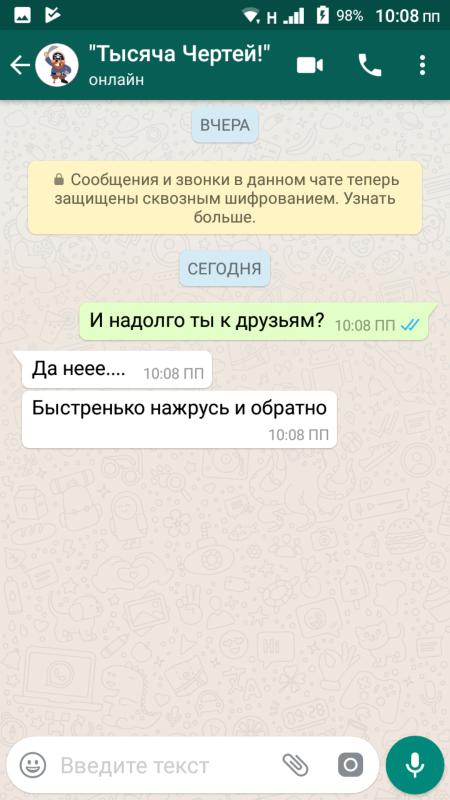 Н 98% 10:08 пп
"Тысяча Чертей!"
онлайн
ВЧЕРА
Сообщения и звонки в данном чате теперь
защищены сквозным шифрованием. Узнать
больше.
СЕГОДНЯ
И надолго ты к друзьям? 10:08 ПП
Да неее.... 10:08 ПП
Быстренько нажрусь и обратно
10:08 ПП
Введите текст